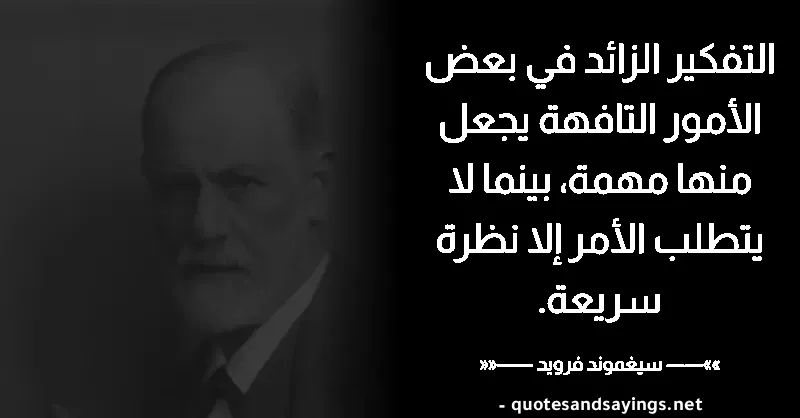 التفكير الزائد في بعض
الأمور التافهة يجعل
منها مهمة، بينما لا
يتطلب الأمر إلا نظرة
سريعة.
»»—— سيغموند فرويد ——««
- quotesandsayings.net